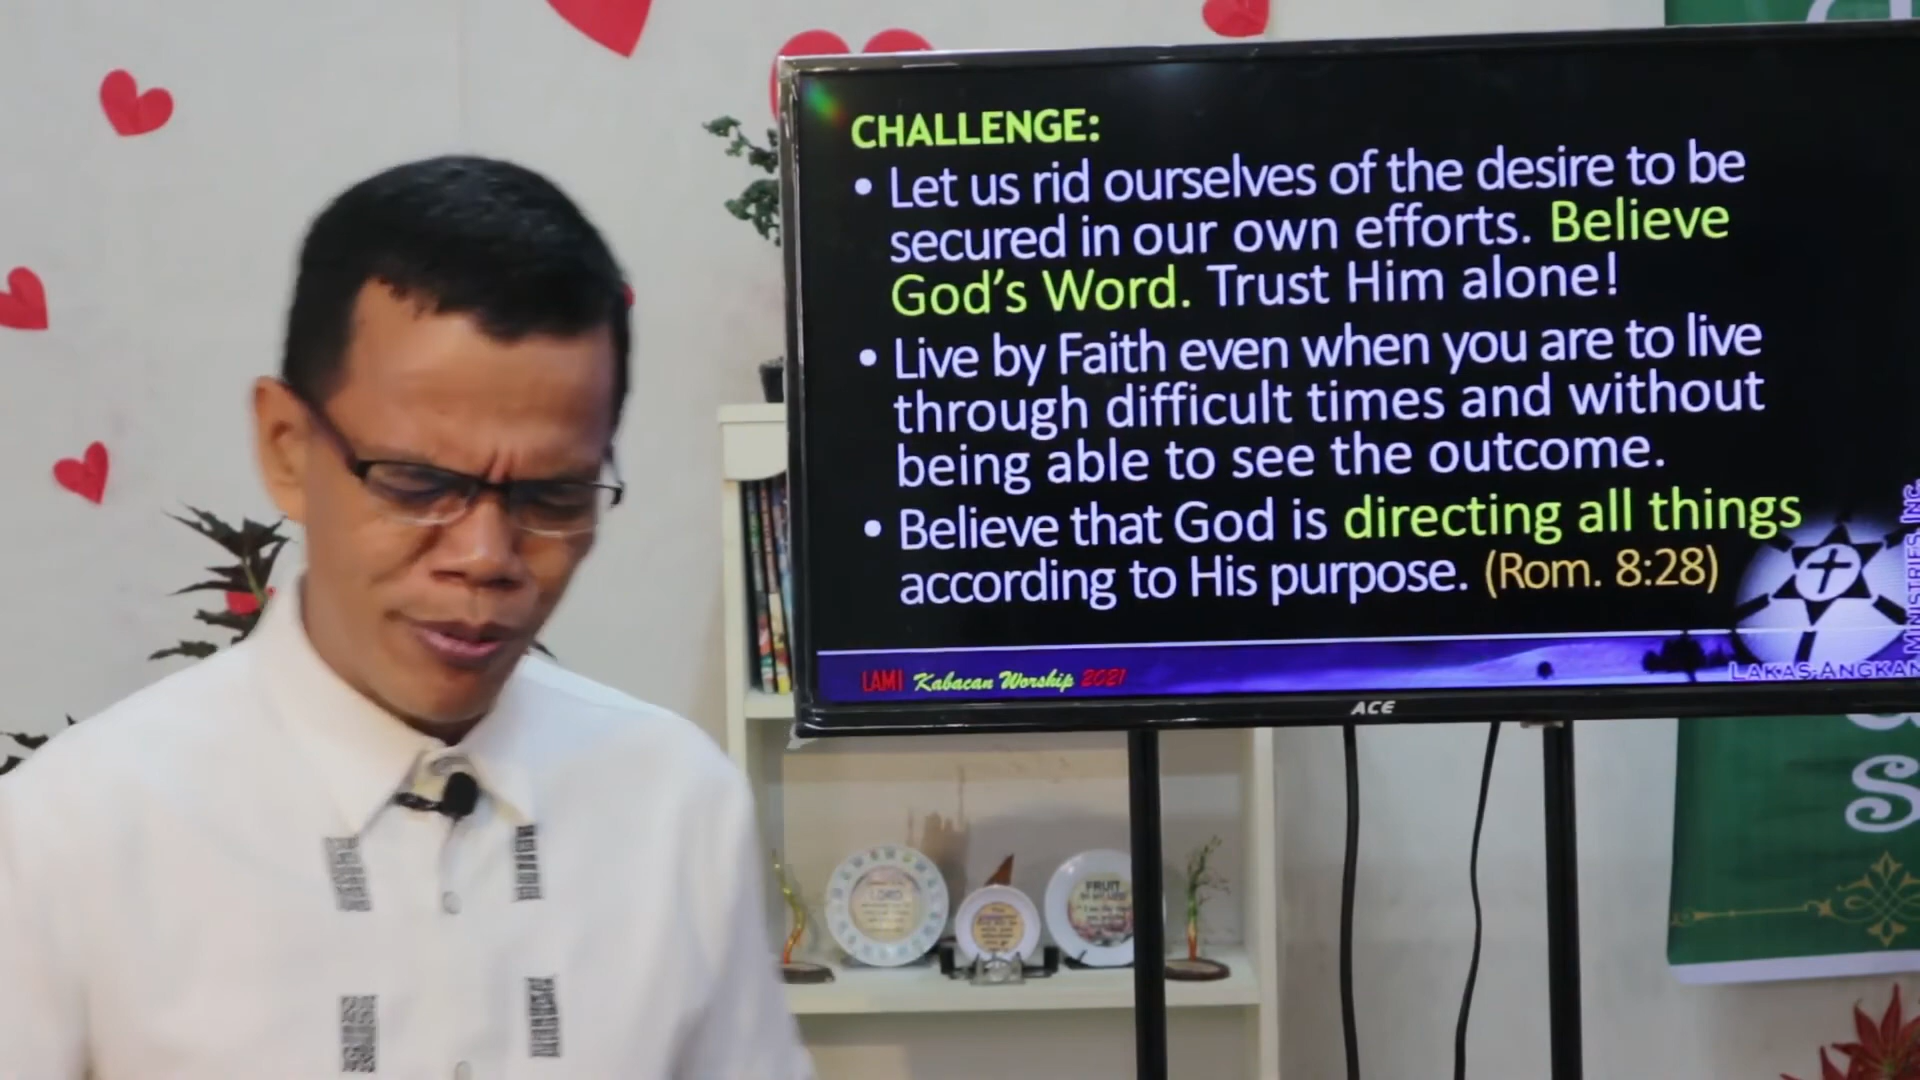 CHALLENGE:
• Let us rid ourselves of the desire to be
secured in our own efforts. Believe
God's Word. Trust Him alone!
• Live by Faith even when you are to live
through difficult times and without
being able to see the outcome.
• Believe that God is directing all things
according to His purpose. (Rom. 8:28)
LAMI Kabacan Worship 2021
LAKAS-ANGKAN
MINISTRIES, INC.
ACE
LORD
FRUIT
S